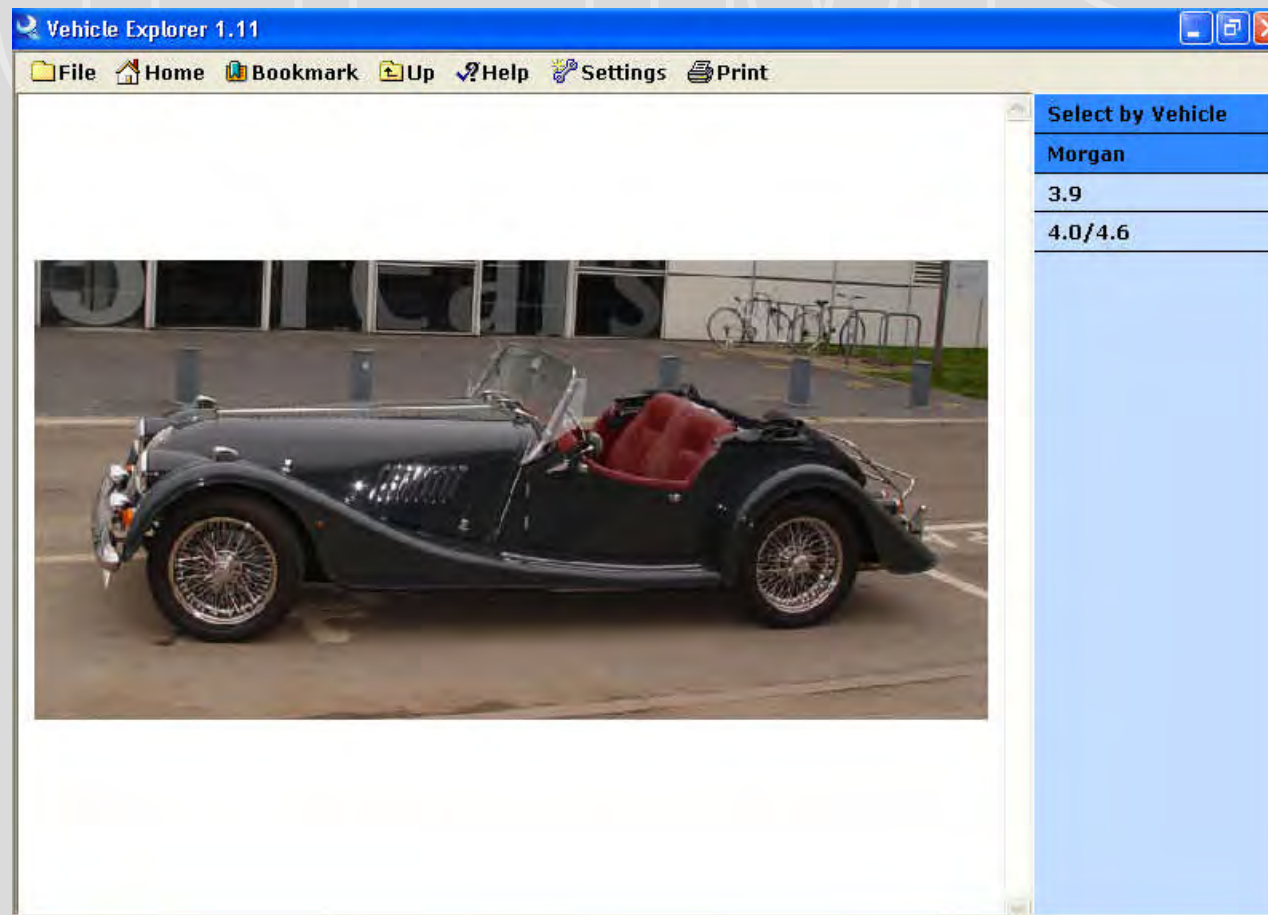 Vehicle Explorer 1.11
File Home Bookmark Up Help Settings Print
Select by Vehicle
Morgan
3.9
4.0/4.6